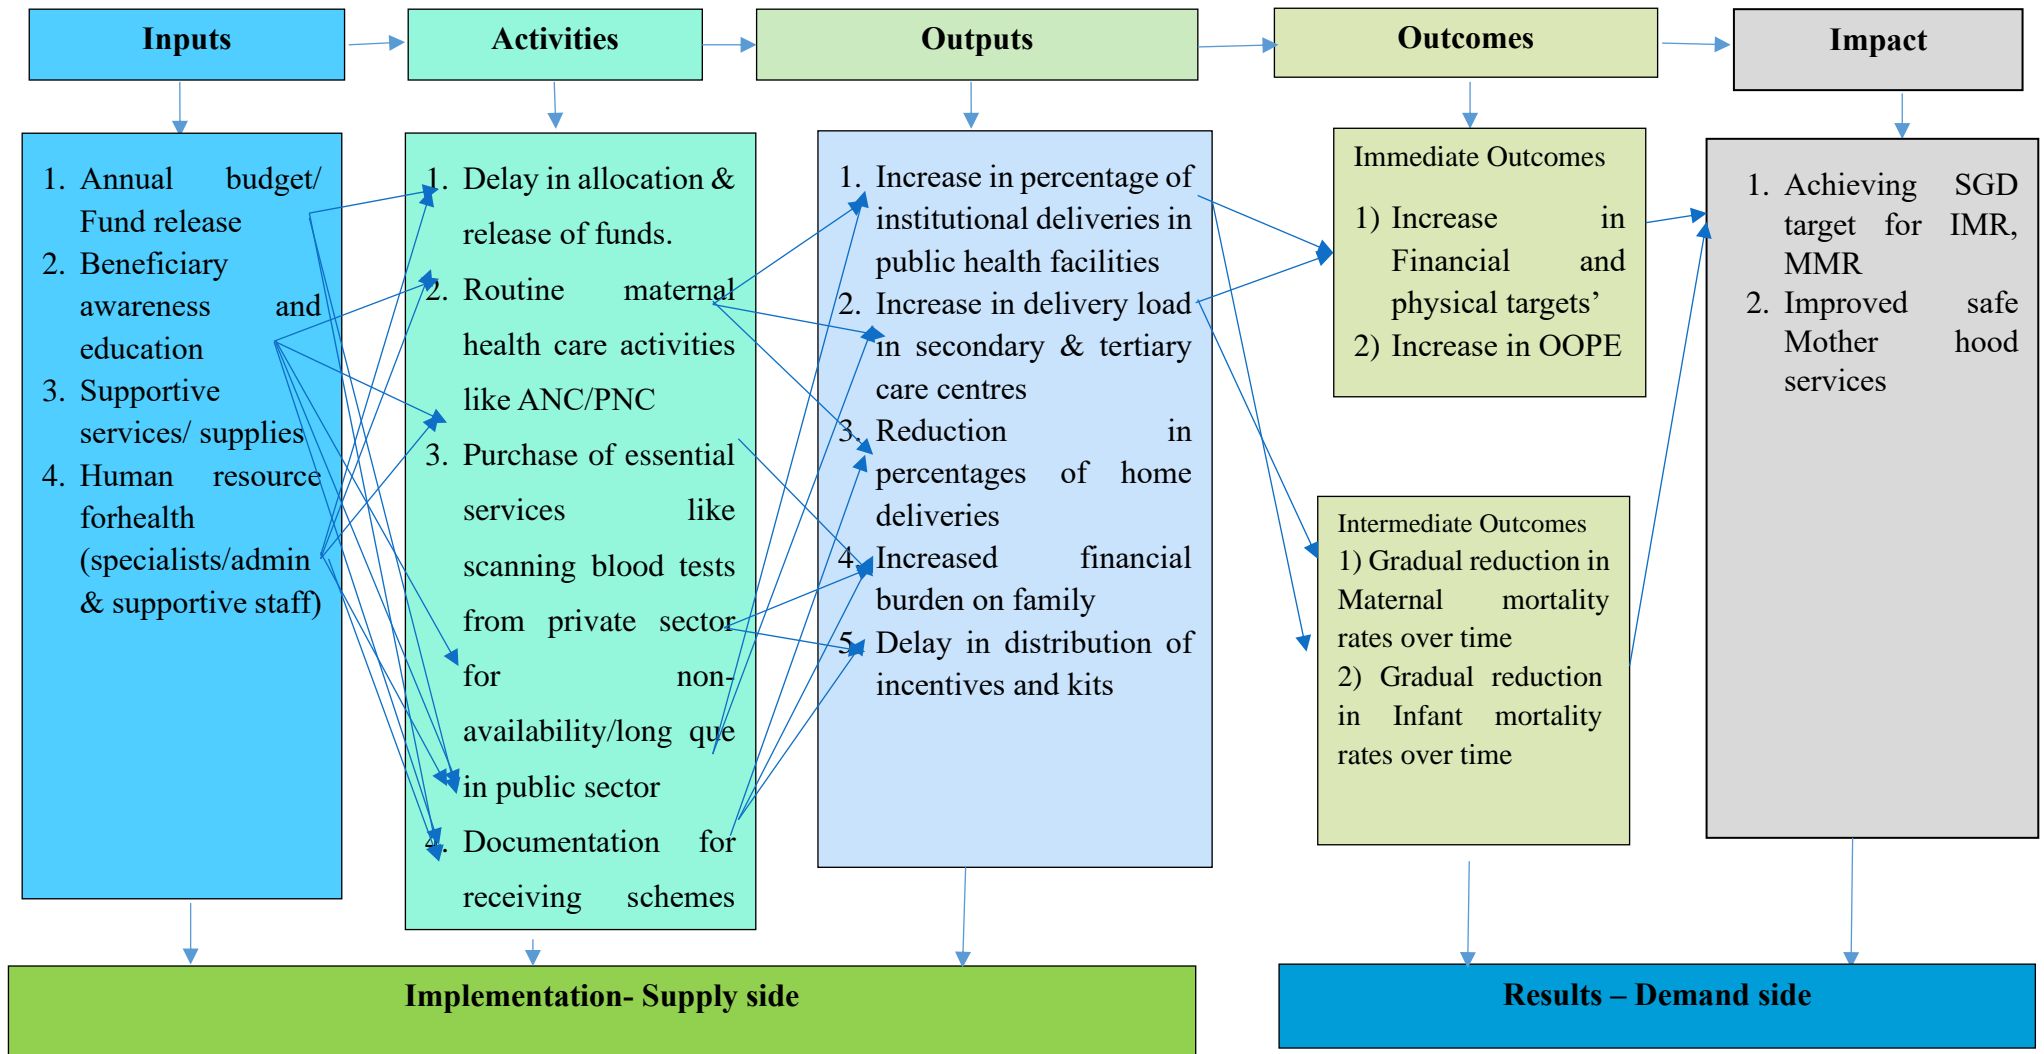 Inputs
Activities
Outputs
Outcomes
Impact
1. Annual budget/
Fund release
2. Beneficiary
awareness and
education
3. Supportive
services/ supplies
4. Human resource
forhealth
(specialists/admin
& supportive staff)
1. Delay in allocation &
release of funds.
2. Routine maternal
health care activities
like ANC/PNC
3. Purchase of essential
services like
scanning blood tests
from private sector
for non-
availability/long que
in public sector
4. Documentation for
receiving schemes
1. Increase in percentage of
institutional deliveries in
public health facilities
2. Increase in delivery load
in secondary & tertiary
care centres
3. Reduction in
percentages of home
deliveries
4. Increased financial
burden on family
5. Delay in distribution of
incentives and kits
Immediate Outcomes
1) Increase in
Financial and
physical targets’
2) Increase in OOPE
Intermediate Outcomes
1) Gradual reduction in
Maternal mortality
rates over time
2) Gradual reduction
in Infant mortality
rates over time
1. Achieving SGD
target for IMR,
MMR
2. Improved safe
Mother hood
services
Implementation- Supply side
Results – Demand side